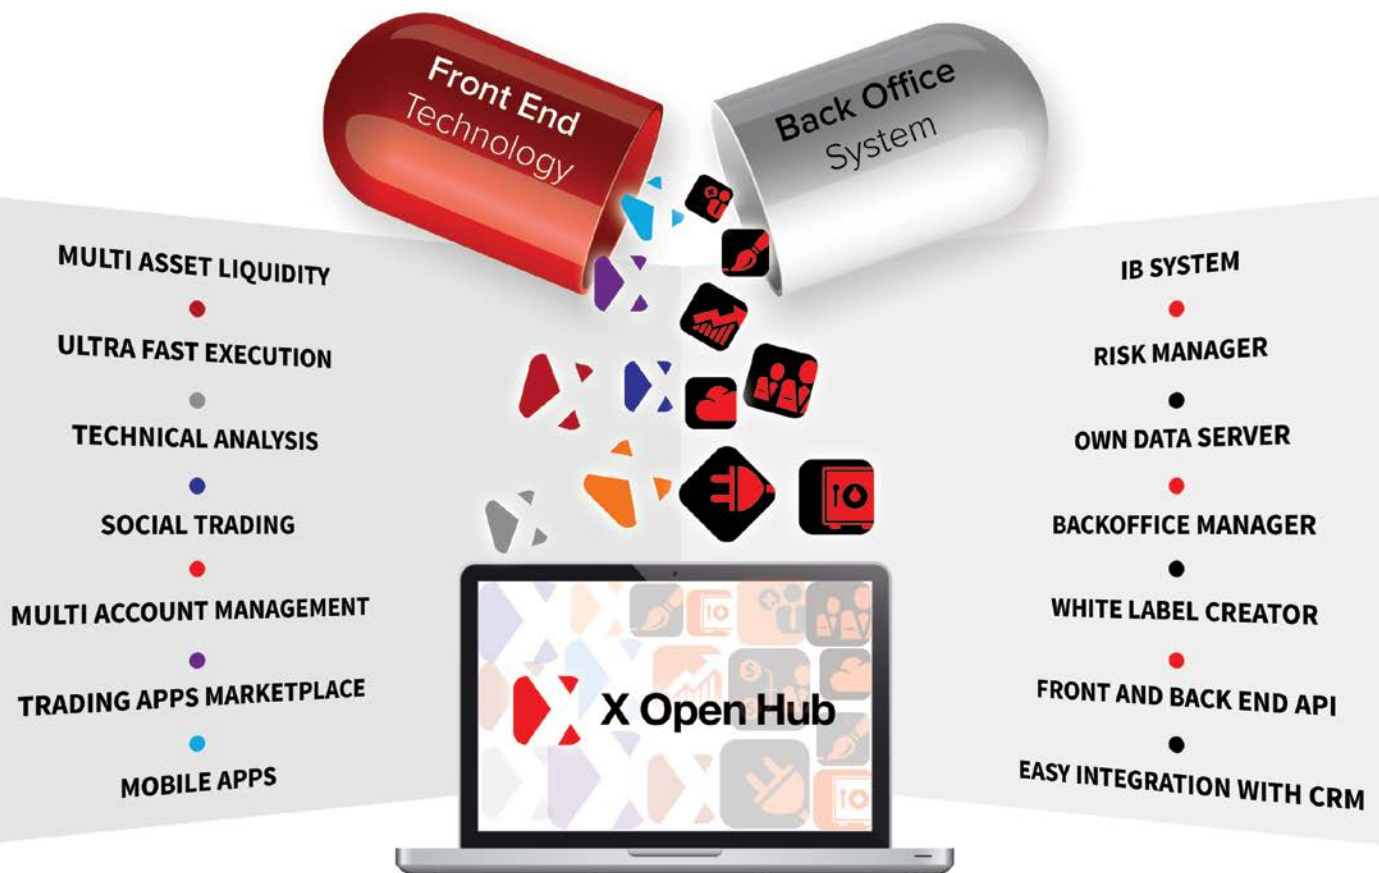 Front End
Technology
Back Office
System
MULTI ASSET LIQUIDITY
ULTRA FAST EXECUTION
TECHNICAL ANALYSIS
SOCIAL TRADING
MULTI ACCOUNT MANAGEMENT
TRADING APPS MARKETPLACE
MOBILE APPS
IB SYSTEM
RISK MANAGER
OWN DATA SERVER
BACKOFFICE MANAGER
WHITE LABEL CREATOR
FRONT AND BACK END API
EASY INTEGRATION WITH CRM
X Open Hub